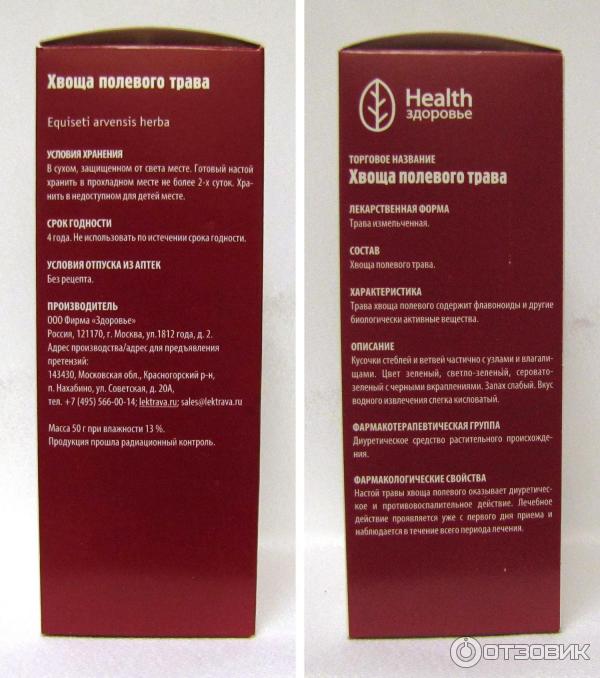 Хвоща полевого трава
Equiseti arvensis herba
УСЛОВИЯ ХРАНЕНИЯ
В сухом, защищенном от света месте. Готовый настой
хранить в прохладном месте не более 2-х суток. Хра-
нить в недоступном для детей месте.
СРОК ГОДНОСТИ
4 года. Не использовать по истечении срока годности.
УСЛОВИЯ ОТПУСКА ИЗ АПТЕК
Без рецепта.
ПРОИЗВОДИТЕЛЬ
ООО Фирма «Здоровье»
Россия, 121170, г. Москва, ул.1812 года, д. 2.
Адрес производства/адрес для предъявления
претензий:
143430, Московская обл., Красногорский р-н,
п. Нахабино, ул. Советская, д. 20А,
тел. +7 (495) 566-00-14; lektrava.ru; sales@lektrava.ru
Масса 50 г при влажности 13 %.
Продукция прошла радиационный контроль.
Health
здоровье
ТОРГОВОЕ НАЗВАНИЕ
Хвоща полевого трава
ЛЕКАРСТВЕННАЯ ФОРМА
Трава измельченная.
СОСТАВ
Хвоща полевого трава.
ХАРАКТЕРИСТИКА
Трава хвоща полевого содержит флавоноиды и другие
биологически активные вещества.
ОПИСАНИЕ
Кусочки стеблей и ветвей частично с узлами и влагали-
щами. Цвет зеленый, светло-зеленый, серовато-
зеленый с черными вкраплениями. Запах слабый. Вкус
водного извлечения слегка кисловатый.
ФАРМАКОТЕРАПЕВТИЧЕСКАЯ ГРУППА
Диуретическое средство растительного происхожде-
ния.
ФАРМАКОЛОГИЧЕСКИЕ СВОЙСТВА
Настой травы хвоща полевого оказывает диуретичес-
кое и противовоспалительное действие. Лечебное
действие проявляется уже с первого дня приема и
наблюдается в течение всего периода лечения.
ОТЗОВИК